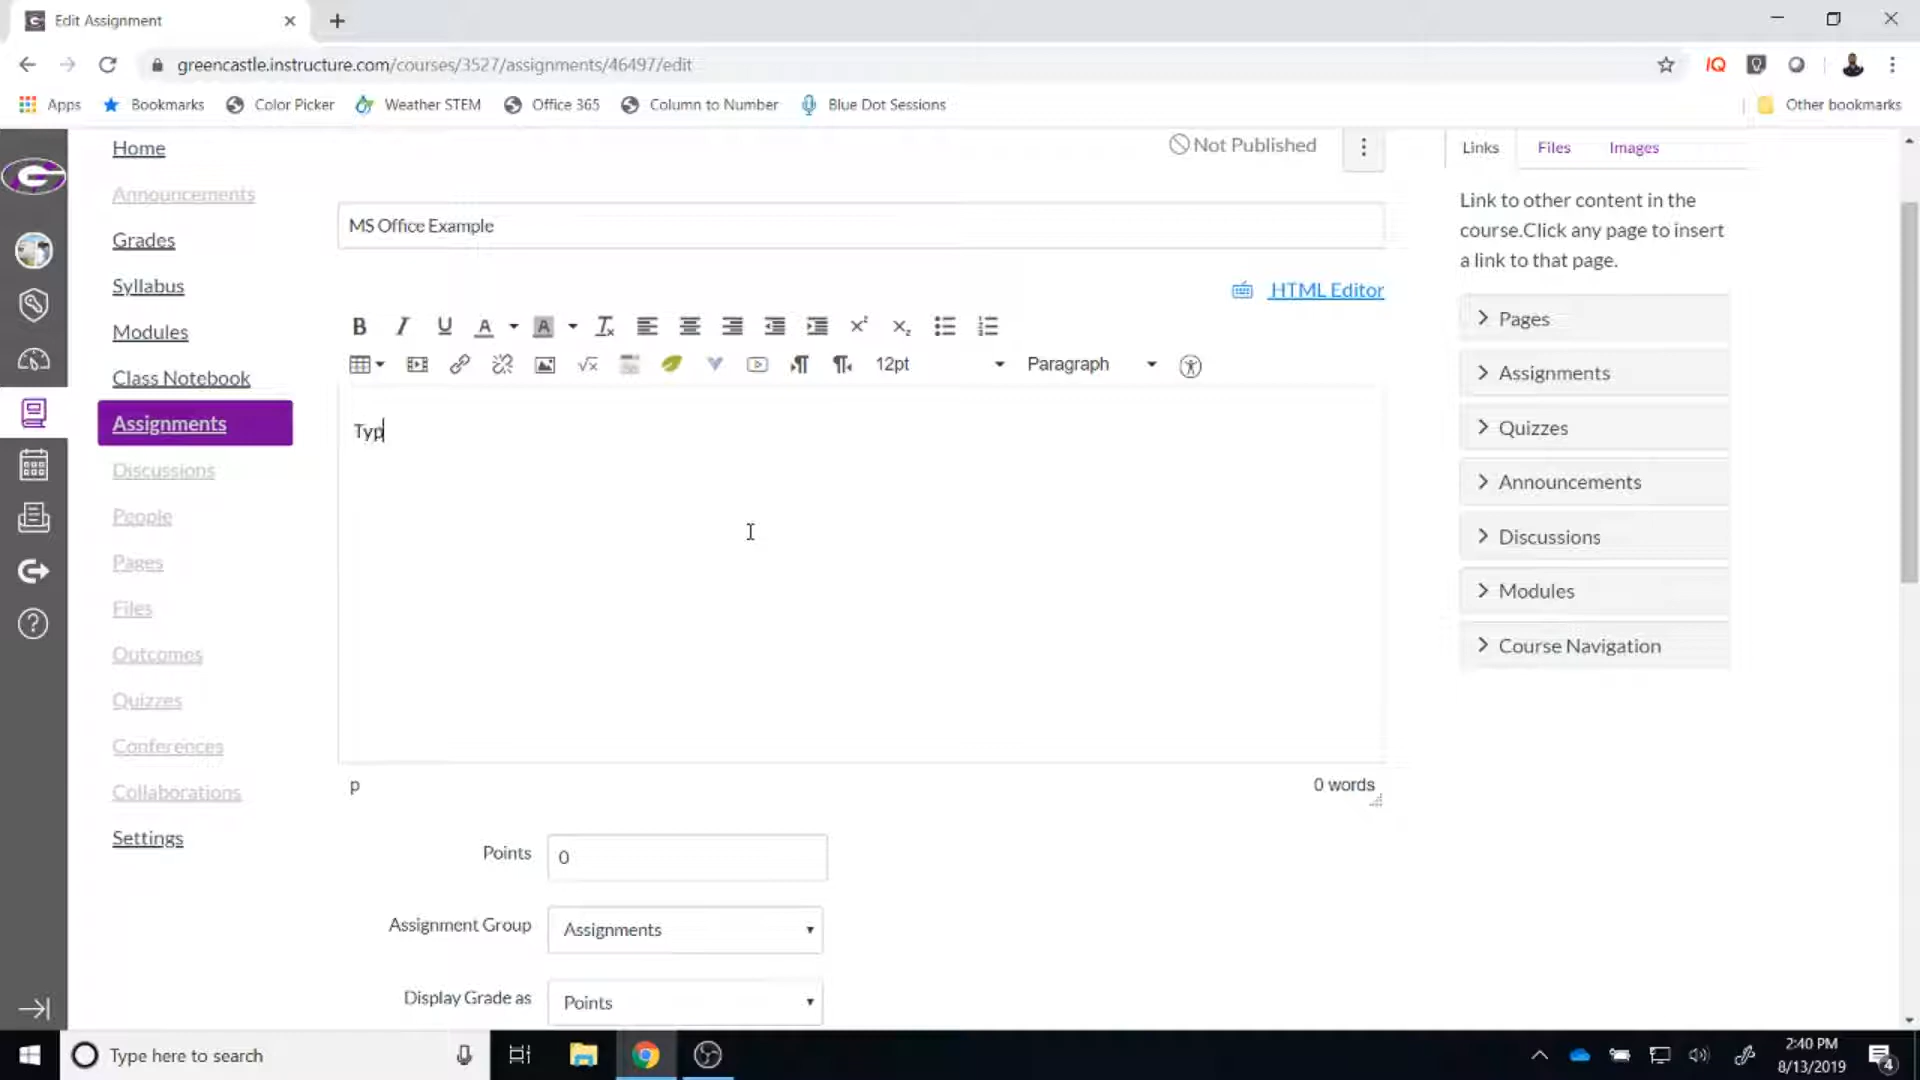 Edit Assignment
greencastle.instructure.com/courses/3527/assignments/46497/edit
Apps Bookmarks Color Picker Weather STEM Office 365 Column to Number Blue Dot Sessions Other bookmarks
Home
Announcements
Grades
Syllabus
Modules
Class Notebook
Assignments
Discussions
People
Pages
Files
Outcomes
Quizzes
Conferences
Collaborations
Settings
Not Published
MS Office Example
HTML Editor
12pt Paragraph
Typ
p 0 words
Points 0
Assignment Group Assignments
Display Grade as Points
Links Files Images
Link to other content in the
course.Click any page to insert
a link to that page.
Pages
Assignments
Quizzes
Announcements
Discussions
Modules
Course Navigation
Type here to search
2:40 PM
8/13/2019
4